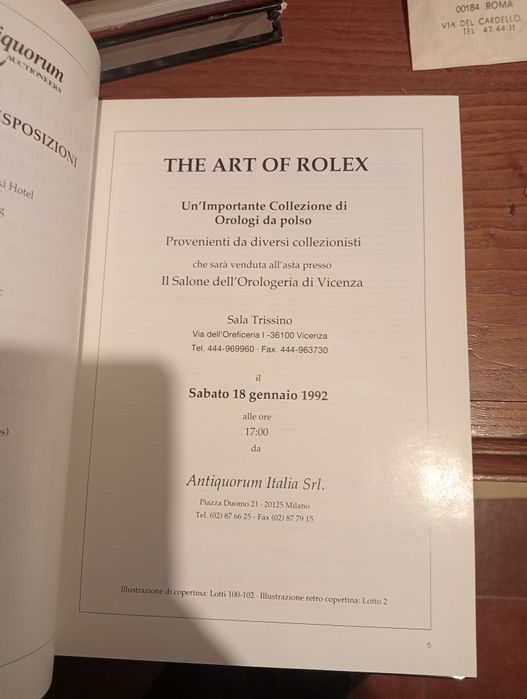 00184 ROMA
VIA DEL CARDELLO,
TEL 47.44.11
AUCTIONEERS
THE ART OF ROLEX
Un'Importante Collezione di
Orologi da polso
Provenienti da diversi collezionisti
che sarà venduta all'asta presso
Il Salone dell'Orologeria di Vicenza
Sala Trissino
Via dell'Oreficeria I -36100 Vicenza
Tel. 444-969960 · Fax. 444-963730
il
Sabato 18 gennaio 1992
alle ore
17:00
da
Antiquorum Italia Srl.
Piazza Duomo 21 · 20125 Milano
Tel. (02) 87 66 25 - Fax (02) 87 79 15
Illustrazione di copertina: Lotti 100-102 · Illustrazione retro copertina: Lotto 2
5
iquorum
SPOSIZIONI
ki Hotel